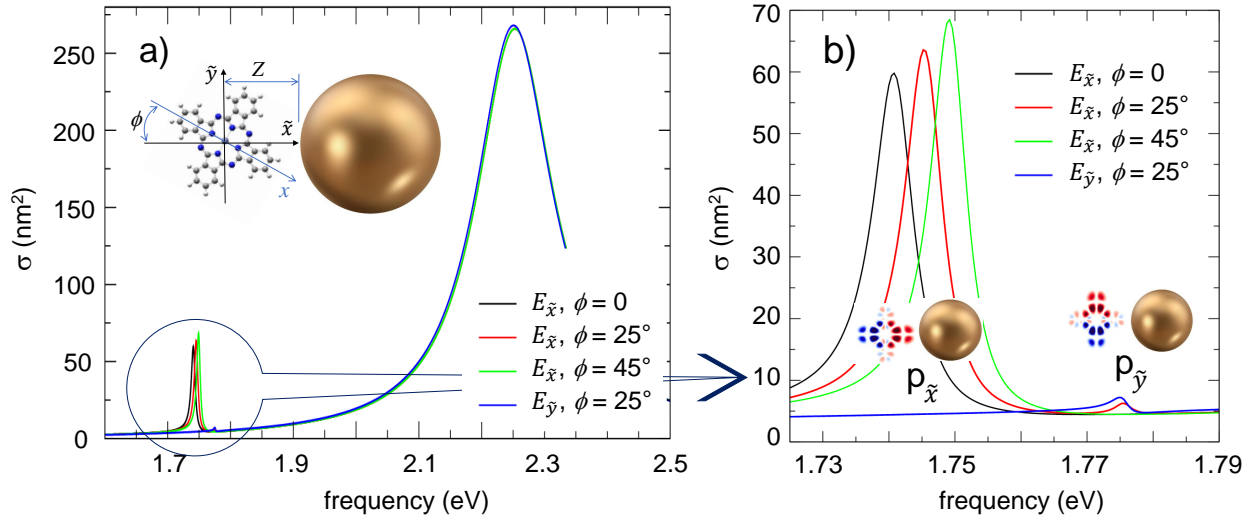 a)
ỹ
Z
ϕ
x̃
x
σ (nm²)
250
200
150
100
50
0
1.7
1.9
2.1
2.3
2.5
frequency (eV)
E_x̃, ϕ = 0
E_x̃, ϕ = 25°
E_x̃, ϕ = 45°
E_ỹ, ϕ = 25°
b)
σ (nm²)
70
60
50
40
30
20
10
0
1.73
1.75
1.77
1.79
frequency (eV)
E_x̃, ϕ = 0
E_x̃, ϕ = 25°
E_x̃, ϕ = 45°
E_ỹ, ϕ = 25°
p_x̃
p_ỹ